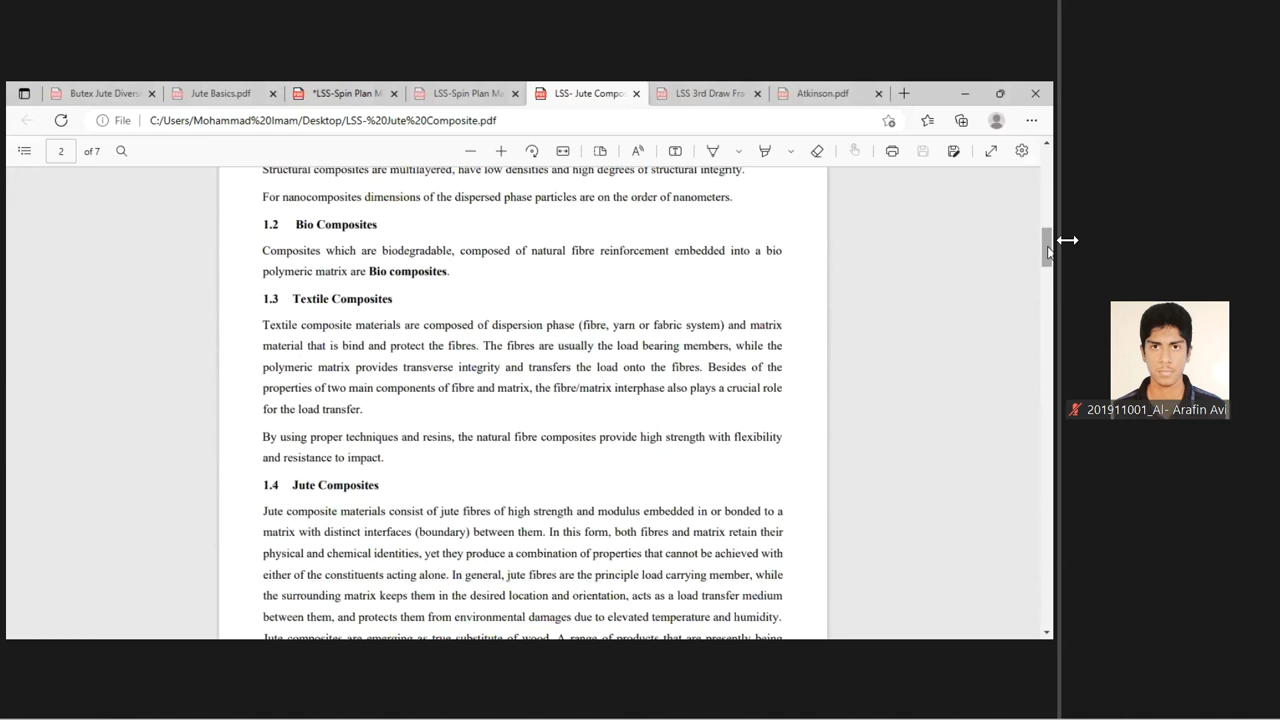 Butex Jute Divers
Jute Basics.pdf
*LSS-Spin Plan M
LSS-Spin Plan Ma
LSS- Jute Compo
LSS 3rd Draw Fra
Atkinson.pdf
File
C:/Users/Mohammad%20Imam/Desktop/LSS-%20Jute%20Composite.pdf
2 of 7
Structural composites are multilayered, have low densities and high degrees of structural integrity.
For nanocomposites dimensions of the dispersed phase particles are on the order of nanometers.
1.2 Bio Composites
Composites which are biodegradable, composed of natural fibre reinforcement embedded into a bio
polymeric matrix are Bio composites.
1.3 Textile Composites
Textile composite materials are composed of dispersion phase (fibre, yarn or fabric system) and matrix
material that is bind and protect the fibres. The fibres are usually the load bearing members, while the
polymeric matrix provides transverse integrity and transfers the load onto the fibres. Besides of the
properties of two main components of fibre and matrix, the fibre/matrix interphase also plays a crucial role
for the load transfer.
By using proper techniques and resins, the natural fibre composites provide high strength with flexibility
and resistance to impact.
1.4 Jute Composites
Jute composite materials consist of jute fibres of high strength and modulus embedded in or bonded to a
matrix with distinct interfaces (boundary) between them. In this form, both fibres and matrix retain their
physical and chemical identities, yet they produce a combination of properties that cannot be achieved with
either of the constituents acting alone. In general, jute fibres are the principle load carrying member, while
the surrounding matrix keeps them in the desired location and orientation, acts as a load transfer medium
between them, and protects them from environmental damages due to elevated temperature and humidity.
Jute composites are emerging as true substitute of wood. A range of products that are presently being
201911001_Al- Arafin Avi